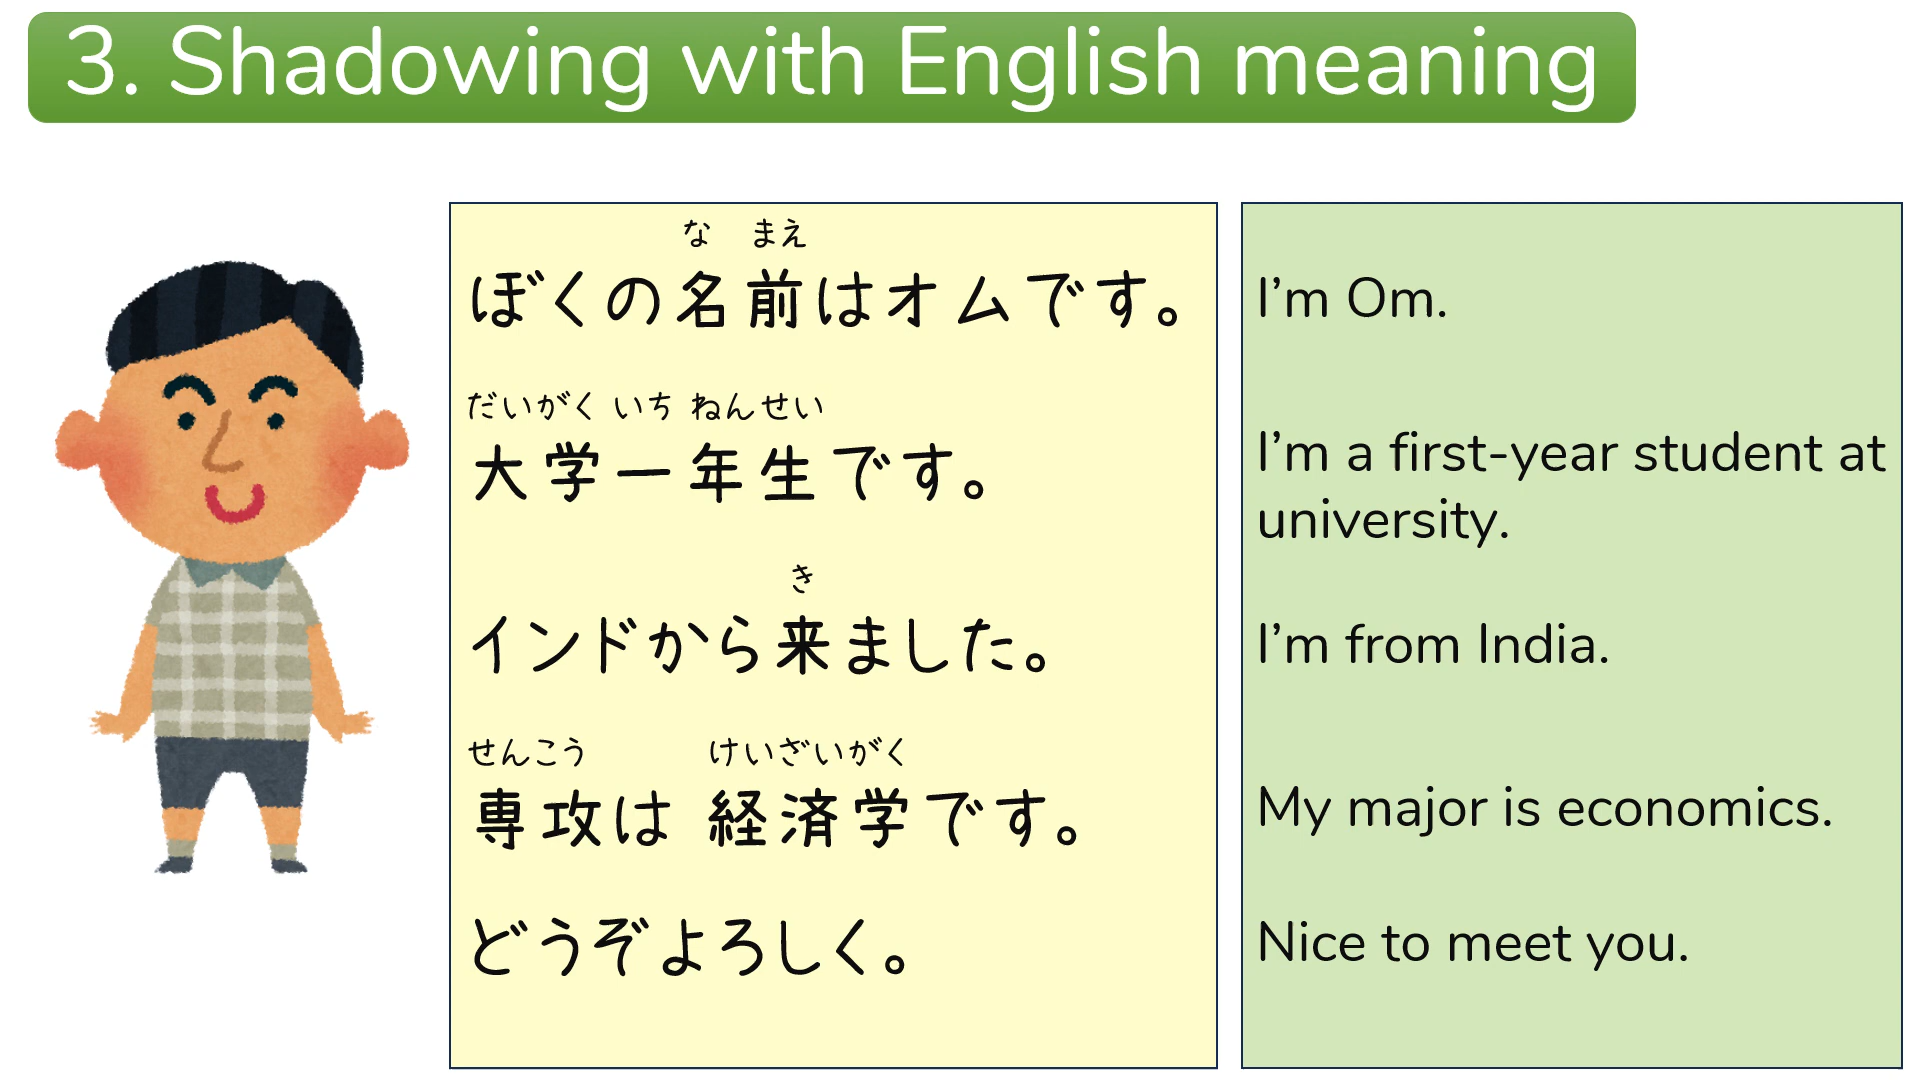 3. Shadowing with English meaning
な まえ
ぼくの名前はオムです。
だいがく いち ねんせい
大学一年生です。
き
インドから来ました。
せんこう けいざいがく
専攻は 経済学です。
どうぞよろしく。
I’m Om.
I’m a first-year student at
university.
I’m from India.
My major is economics.
Nice to meet you.